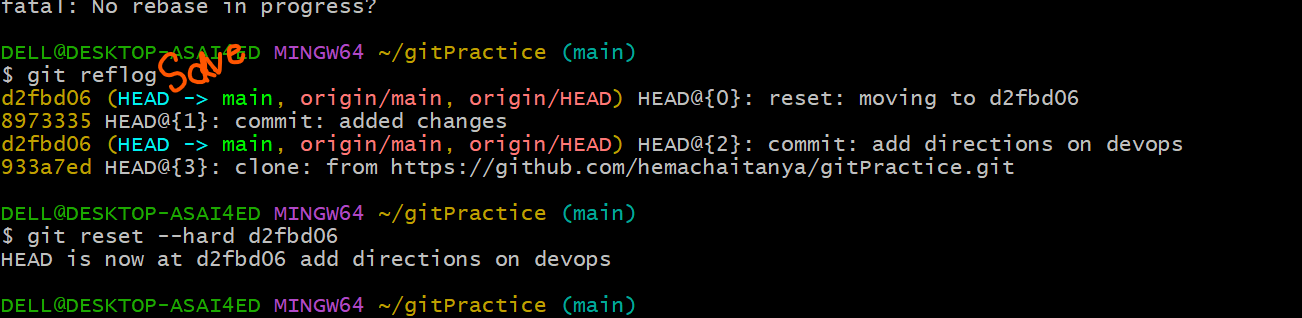 fatal: No rebase in progress?
DELL@DESKTOP-ASAI4ED MINGW64 ~/gitPractice (main)
$ git reflog Save
d2fbd06 (HEAD -> main, origin/main, origin/HEAD) HEAD@{0}: reset: moving to d2fbd06
8973335 HEAD@{1}: commit: added changes
d2fbd06 (HEAD -> main, origin/main, origin/HEAD) HEAD@{2}: commit: add directions on devops
933a7ed HEAD@{3}: clone: from https://github.com/hemachaitanya/gitPractice.git
DELL@DESKTOP-ASAI4ED MINGW64 ~/gitPractice (main)
$ git reset --hard d2fbd06
HEAD is now at d2fbd06 add directions on devops
DELL@DESKTOP-ASAI4ED MINGW64 ~/gitPractice (main)